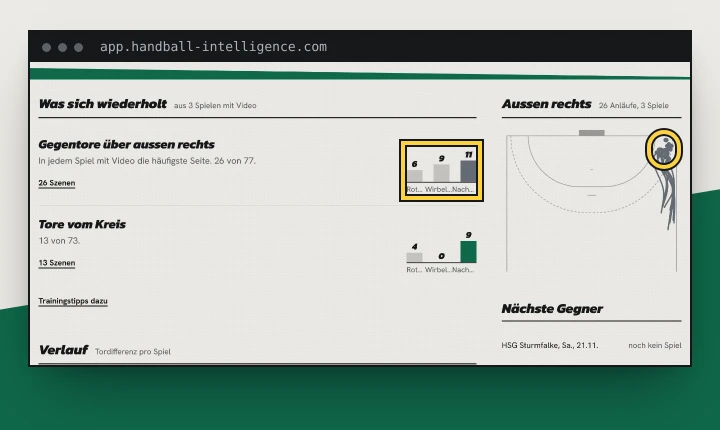 app.handball-intelligence.com
Was sich wiederholt aus 3 Spielen mit Video
Gegentore über aussen rechts
In jedem Spiel mit Video die häufigste Seite. 26 von 77.
26 Szenen
6 9 11
Rot... Wirbel... Nach...
Tore vom Kreis
13 von 73.
13 Szenen
4 0 9
Rot... Wirbel... Nach...
Trainingstipps dazu
Verlauf Tordifferenz pro Spiel
Aussen rechts 26 Anläufe, 3 Spiele
Nächste Gegner
HSG Sturmfalke, Sa., 21.11. noch kein Spiel